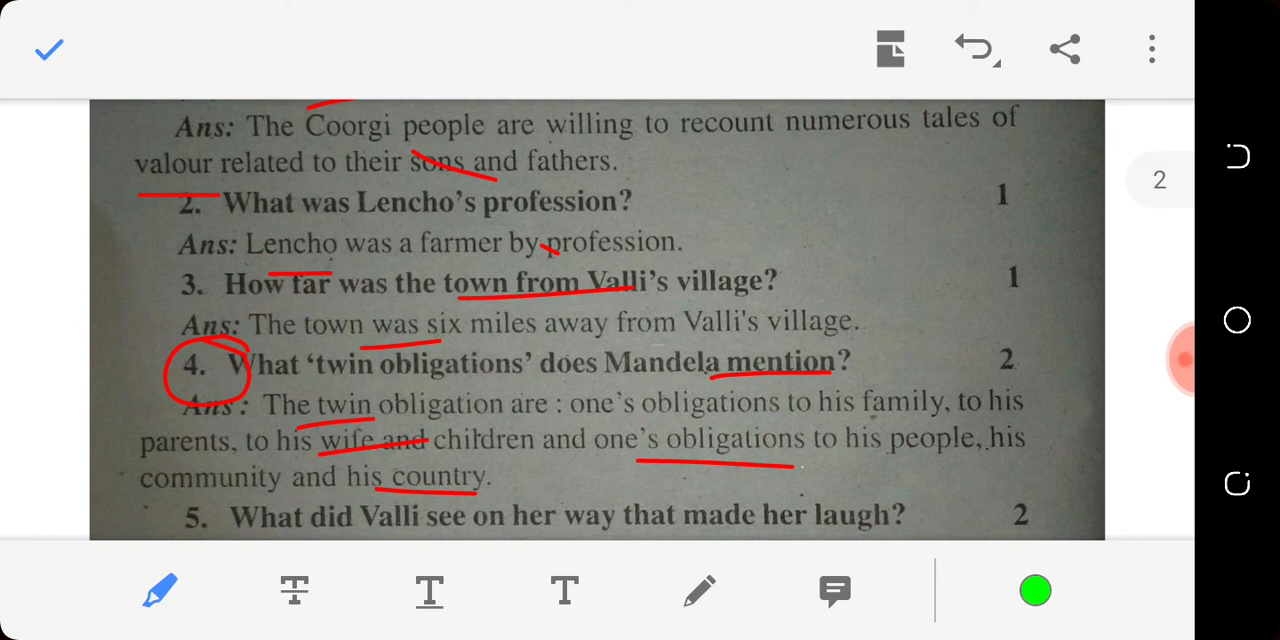 Ans: The Coorgi people are willing to recount numerous tales of
valour related to their sons and fathers.
2. What was Lencho's profession? 1
Ans: Lencho was a farmer by profession.
3. How far was the town from Valli's village? 1
Ans: The town was six miles away from Valli's village.
4. What 'twin obligations' does Mandela mention? 2
Ans: The twin obligation are : one's obligations to his family, to his
parents, to his wife and children and one's obligations to his people, his
community and his country.
5. What did Valli see on her way that made her laugh? 2
2
T T T